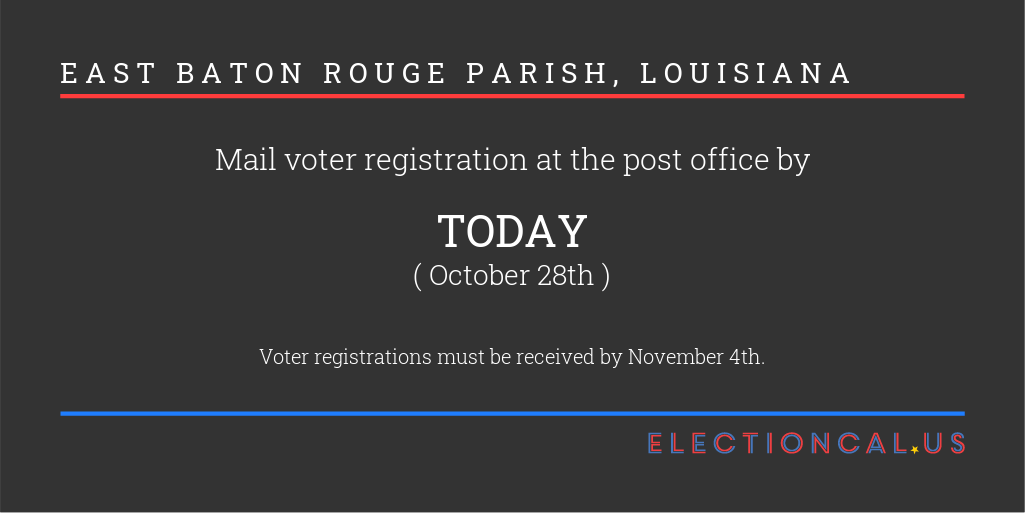 EAST BATON ROUGE PARISH, LOUISIANA
Mail voter registration at the post office by
TODAY
( October 28th )
Voter registrations must be received by November 4th.
ELECTIONCAL.US